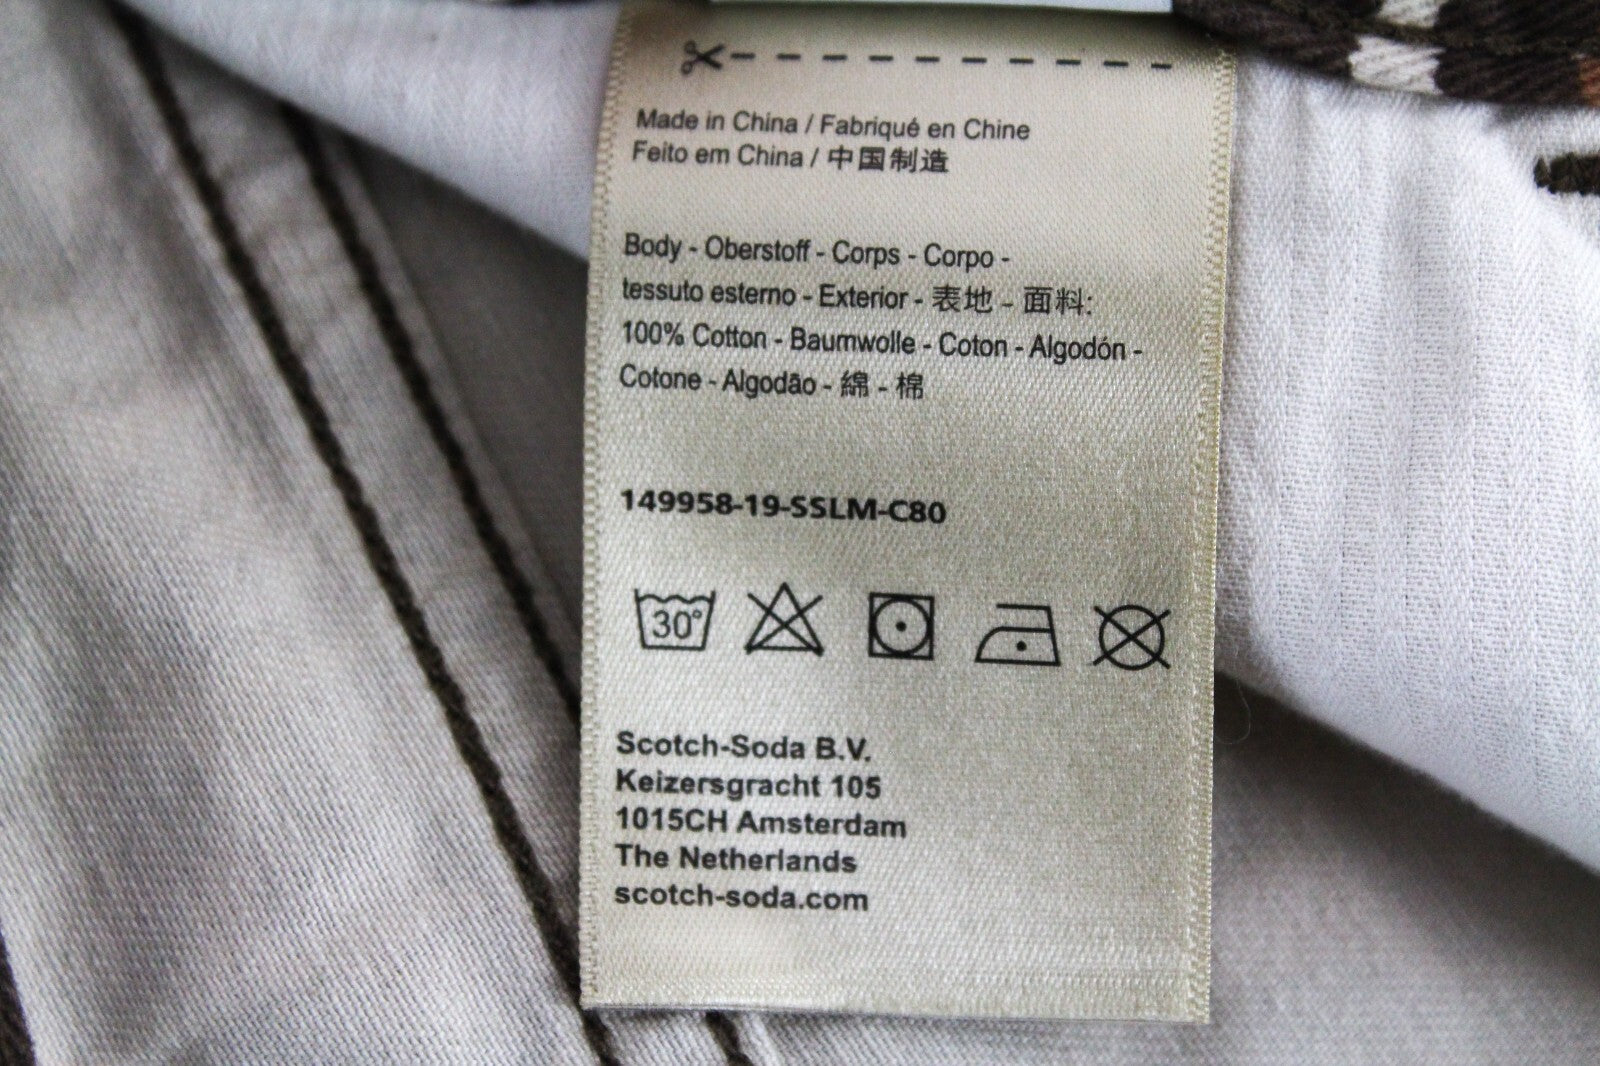 Made in China / Fabriqué en Chine
Feito em China / 中国制造
Body - Oberstoff - Corps - Corpo -
tessuto esterno - Exterior - 表地 - 面料:
100% Cotton - Baumwolle - Coton - Algodón -
Cotone - Algodão - 綿 - 棉
149958-19-SSLM-C80
30°
Scotch-Soda B.V.
Keizersgracht 105
1015CH Amsterdam
The Netherlands
scotch-soda.com